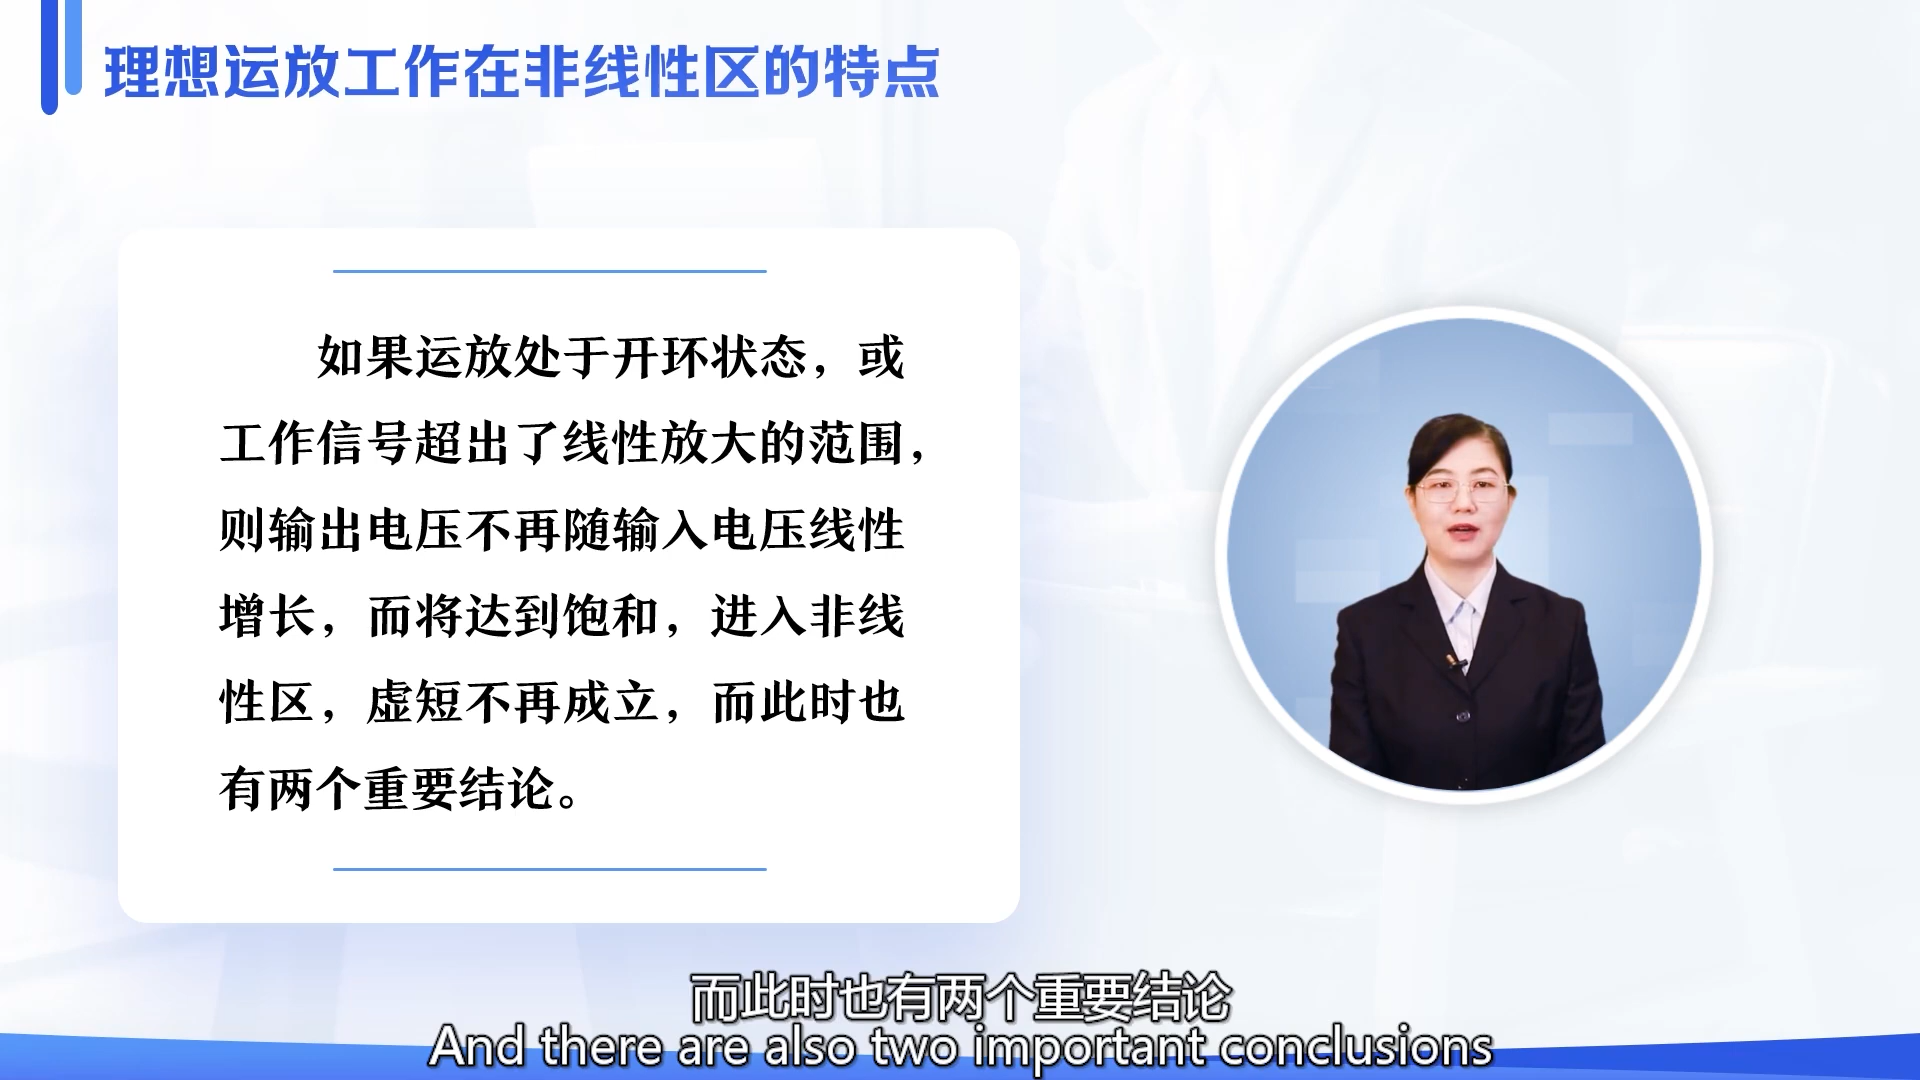 理想运放工作在非线性区的特点
如果运放处于开环状态，或
工作信号超出了线性放大的范围，
则输出电压不再随输入电压线性
增长，而将达到饱和，进入非线
性区，虚短不再成立，而此时也
有两个重要结论。
而此时也有两个重要结论
And there are also two important conclusions